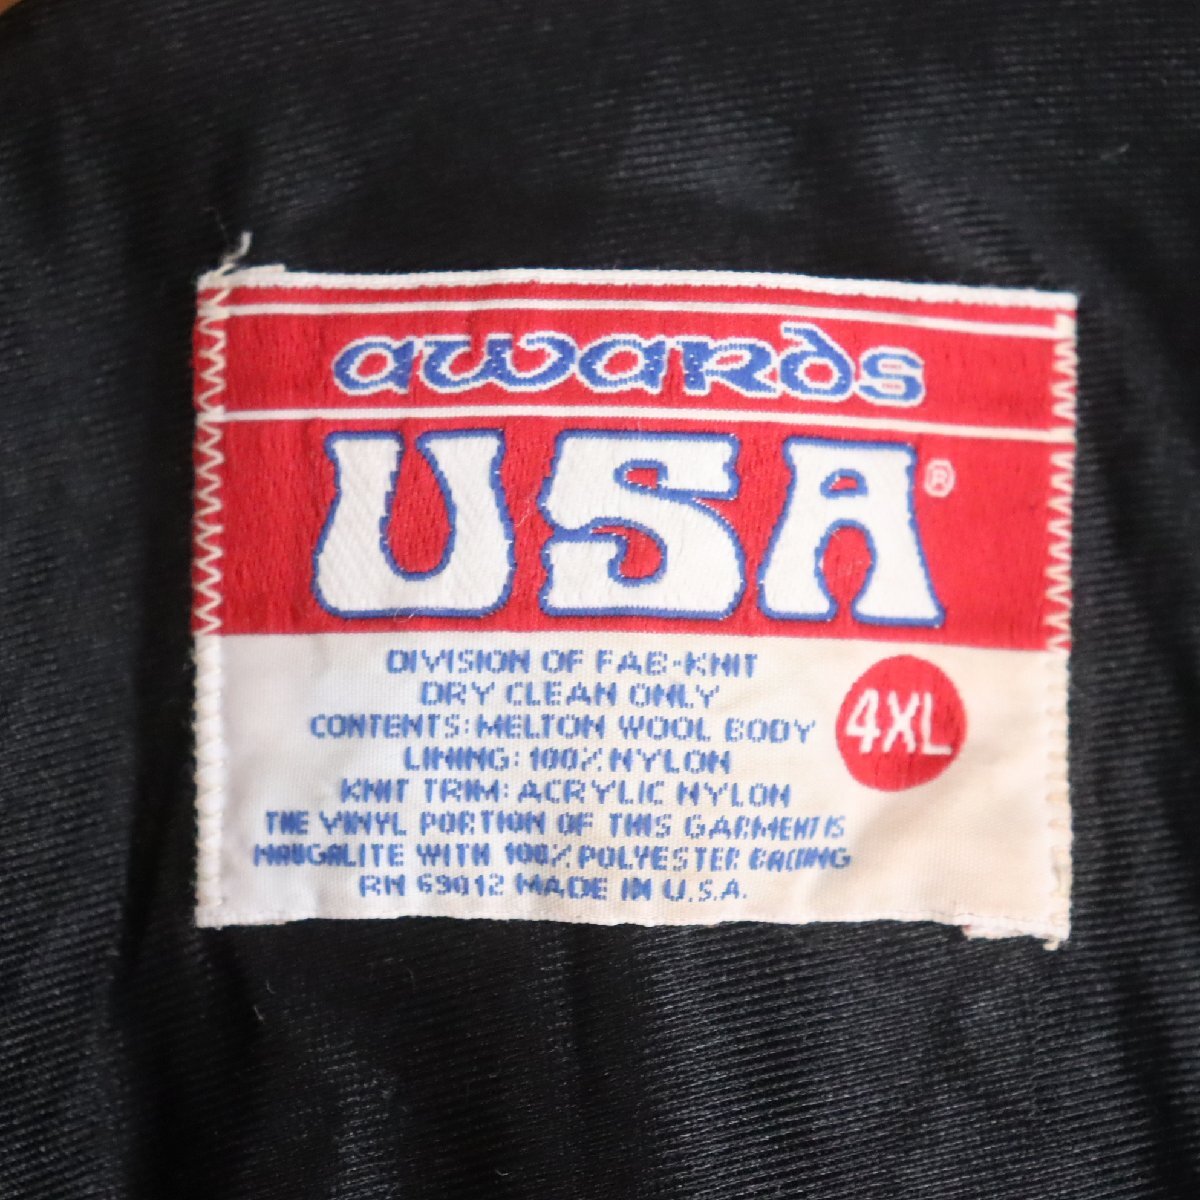 awards
USA®
DIVISION OF FAB-KNIT
DRY CLEAN ONLY
CONTENTS: MELTON WOOL BODY
4XL
LINING: 100% NYLON
KNIT TRIM: ACRYLIC NYLON
THE VINYL PORTION OF THIS GARMENT IS
NAUGALITE WITH 100% POLYESTER BACKING
RN 69012 MADE IN U.S.A.